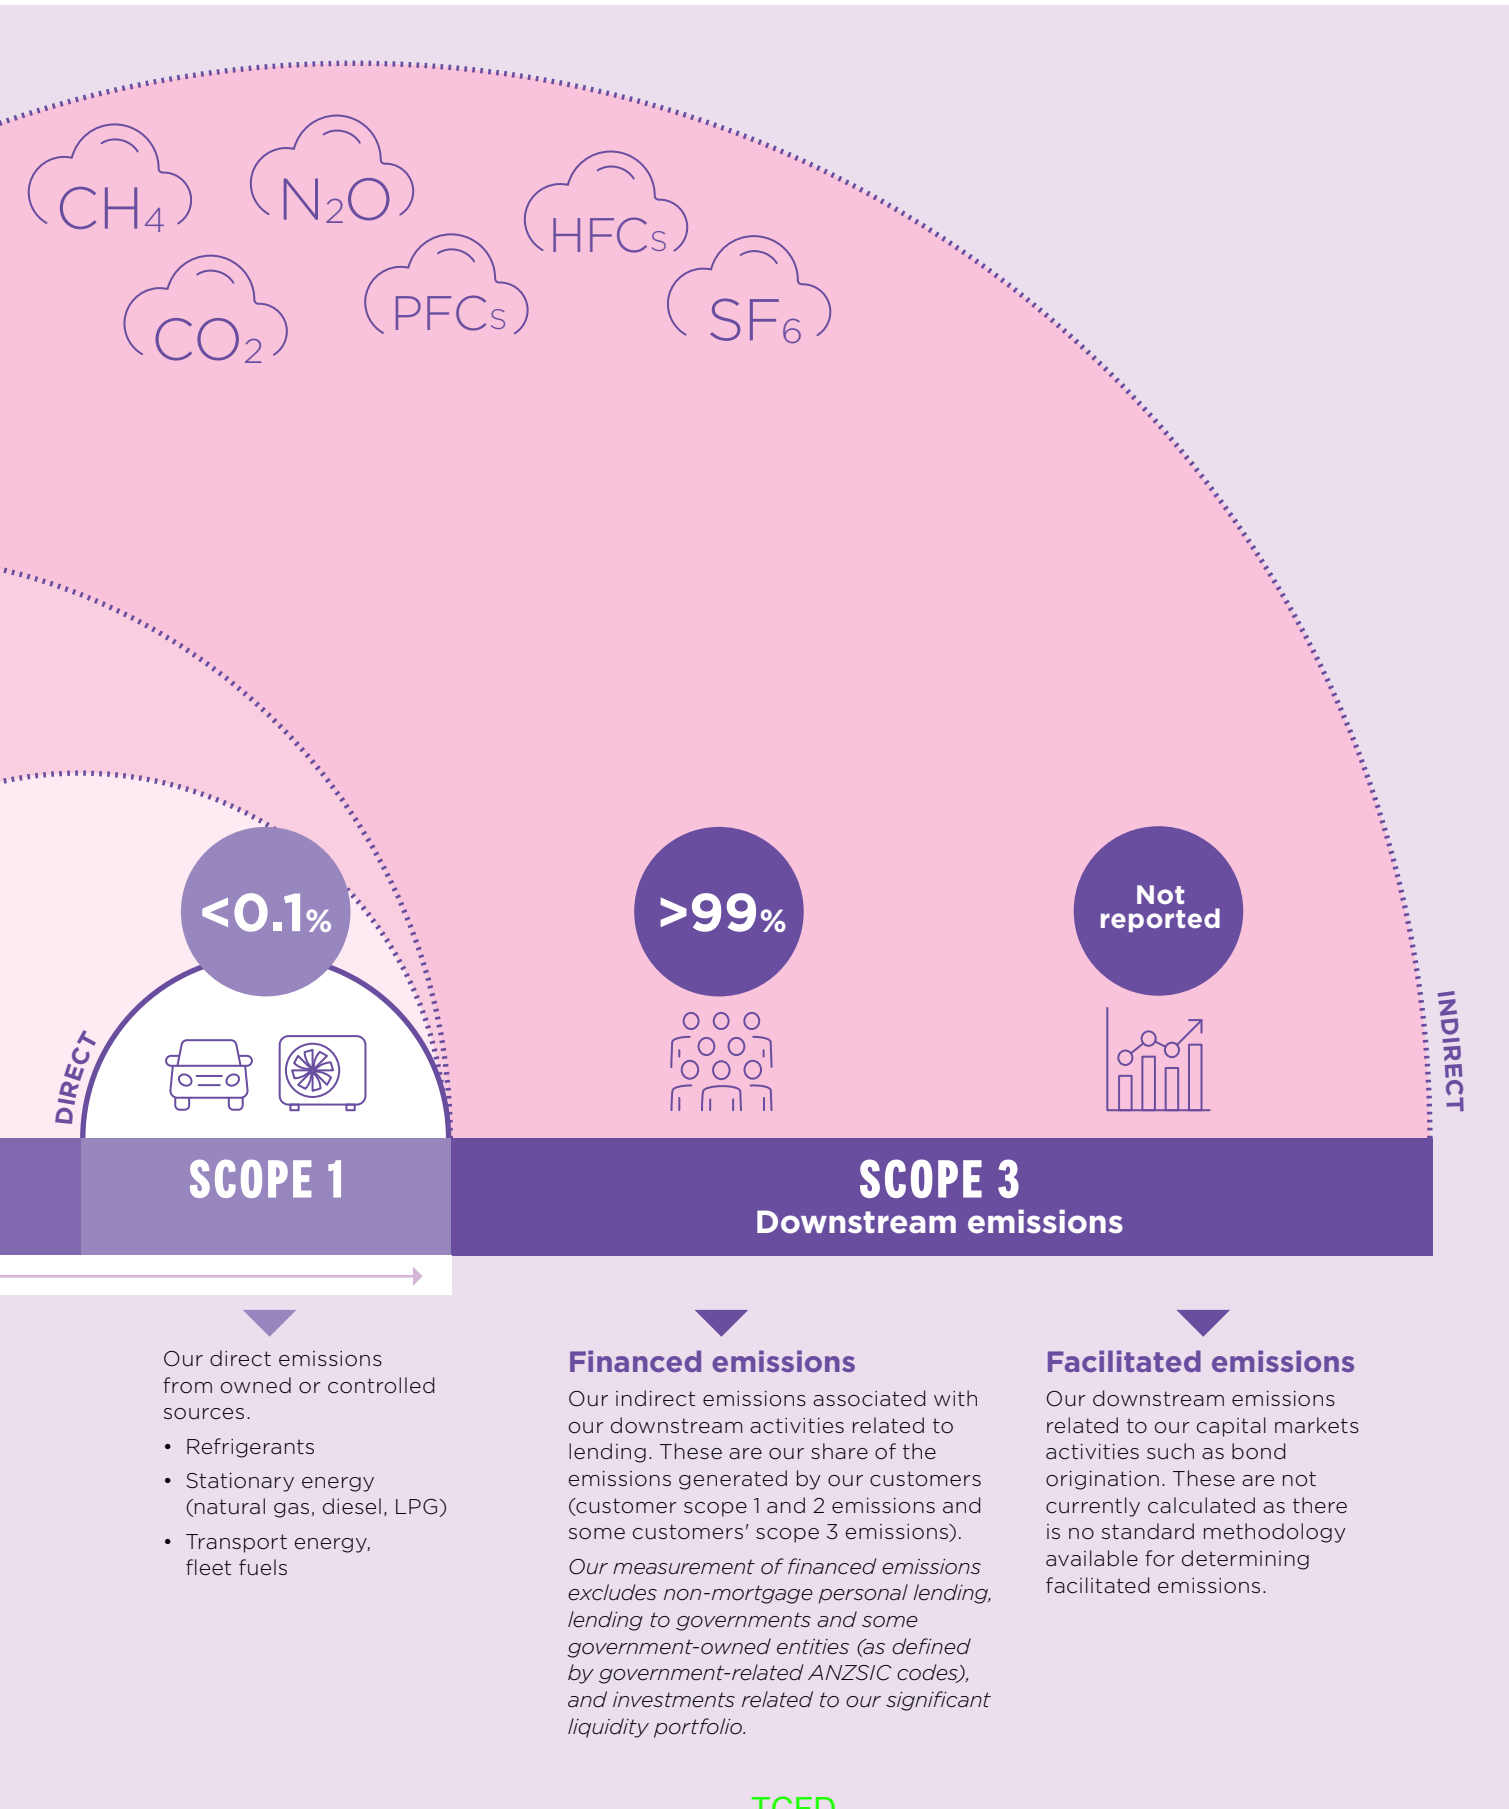 CH4
N2O
HFCs
CO2
PFCs
SF6
<0.1%
>99%
Not
reported
DIRECT
INDIRECT
SCOPE 1
SCOPE 3
Downstream emissions
Our direct emissions
from owned or controlled
sources.
• Refrigerants
• Stationary energy
(natural gas, diesel, LPG)
• Transport energy,
fleet fuels
Financed emissions
Our indirect emissions associated with
our downstream activities related to
lending. These are our share of the
emissions generated by our customers
(customer scope 1 and 2 emissions and
some customers' scope 3 emissions).
Our measurement of financed emissions
excludes non-mortgage personal lending,
lending to governments and some
government-owned entities (as defined
by government-related ANZSIC codes),
and investments related to our significant
liquidity portfolio.
Facilitated emissions
Our downstream emissions
related to our capital markets
activities such as bond
origination. These are not
currently calculated as there
is no standard methodology
available for determining
facilitated emissions.